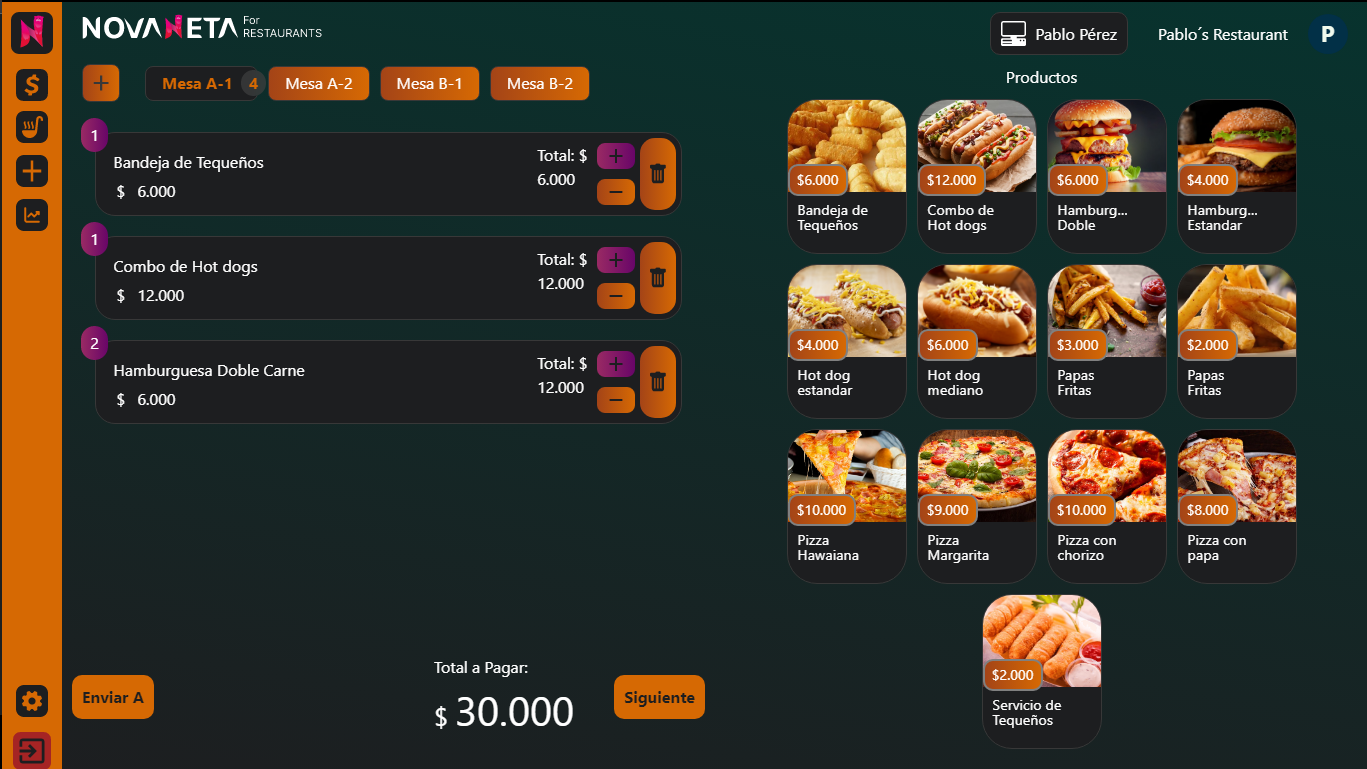 NOVANETA For RESTAURANTS
Pablo Pérez
Pablo´s Restaurant
P
+
Mesa A-1 4
Mesa A-2
Mesa B-1
Mesa B-2
1
Bandeja de Tequeños
$ 6.000
Total: $
6.000
+
−
1
Combo de Hot dogs
$ 12.000
Total: $
12.000
+
−
2
Hamburguesa Doble Carne
$ 6.000
Total: $
12.000
+
−
Enviar A
Total a Pagar:
$ 30.000
Siguiente
Productos
$6.000
Bandeja de
Tequeños
$12.000
Combo de
Hot dogs
$6.000
Hamburg...
Doble
$4.000
Hamburg...
Estandar
$4.000
Hot dog
estandar
$6.000
Hot dog
mediano
$3.000
Papas
Fritas
$2.000
Papas
Fritas
$10.000
Pizza
Hawaiana
$9.000
Pizza
Margarita
$10.000
Pizza con
chorizo
$8.000
Pizza con
papa
$2.000
Servicio de
Tequeños